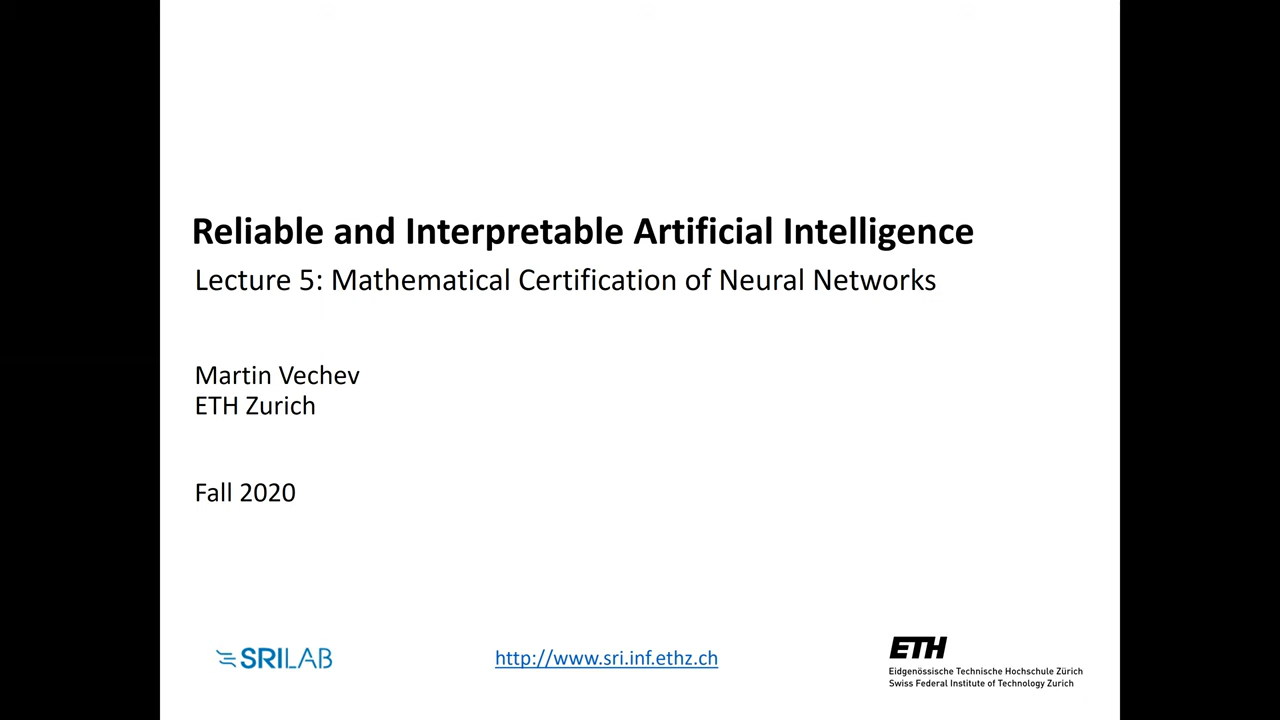 Reliable and Interpretable Artificial Intelligence
Lecture 5: Mathematical Certification of Neural Networks
Martin Vechev
ETH Zurich
Fall 2020
SRILAB
http://www.sri.inf.ethz.ch
ETH
Eidgenössische Technische Hochschule Zürich
Swiss Federal Institute of Technology Zurich